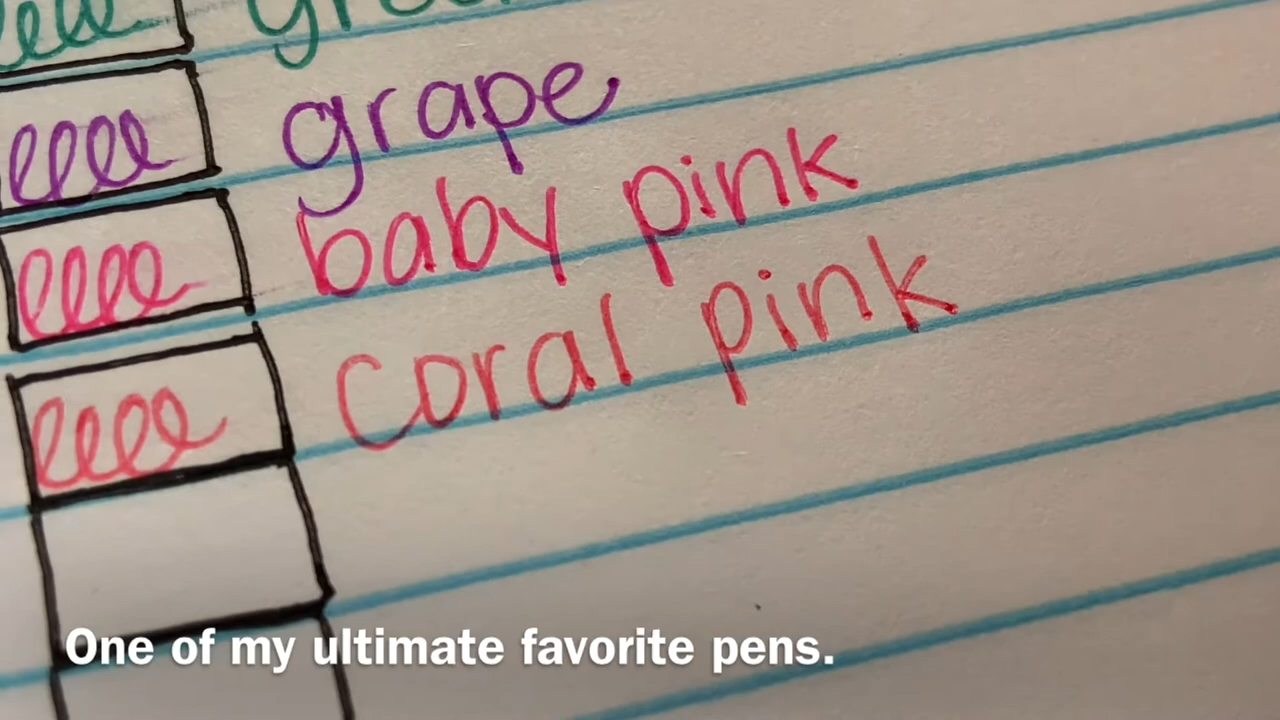 grape
baby pink
coral pink
One of my ultimate favorite pens.